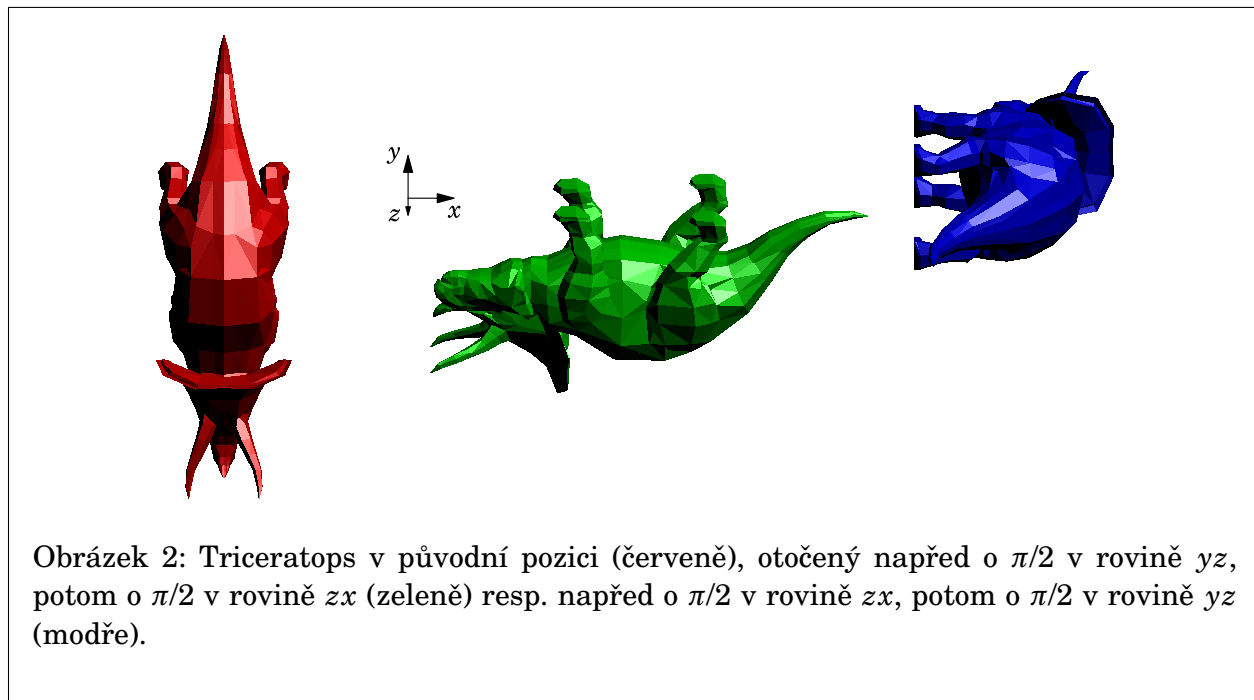 y
z
x
Obrázek 2: Triceratops v původní pozici (červeně), otočený napřed o π/2 v rovině yz,
potom o π/2 v rovině zx (zeleně) resp. napřed o π/2 v rovině zx, potom o π/2 v rovině yz
(modře).